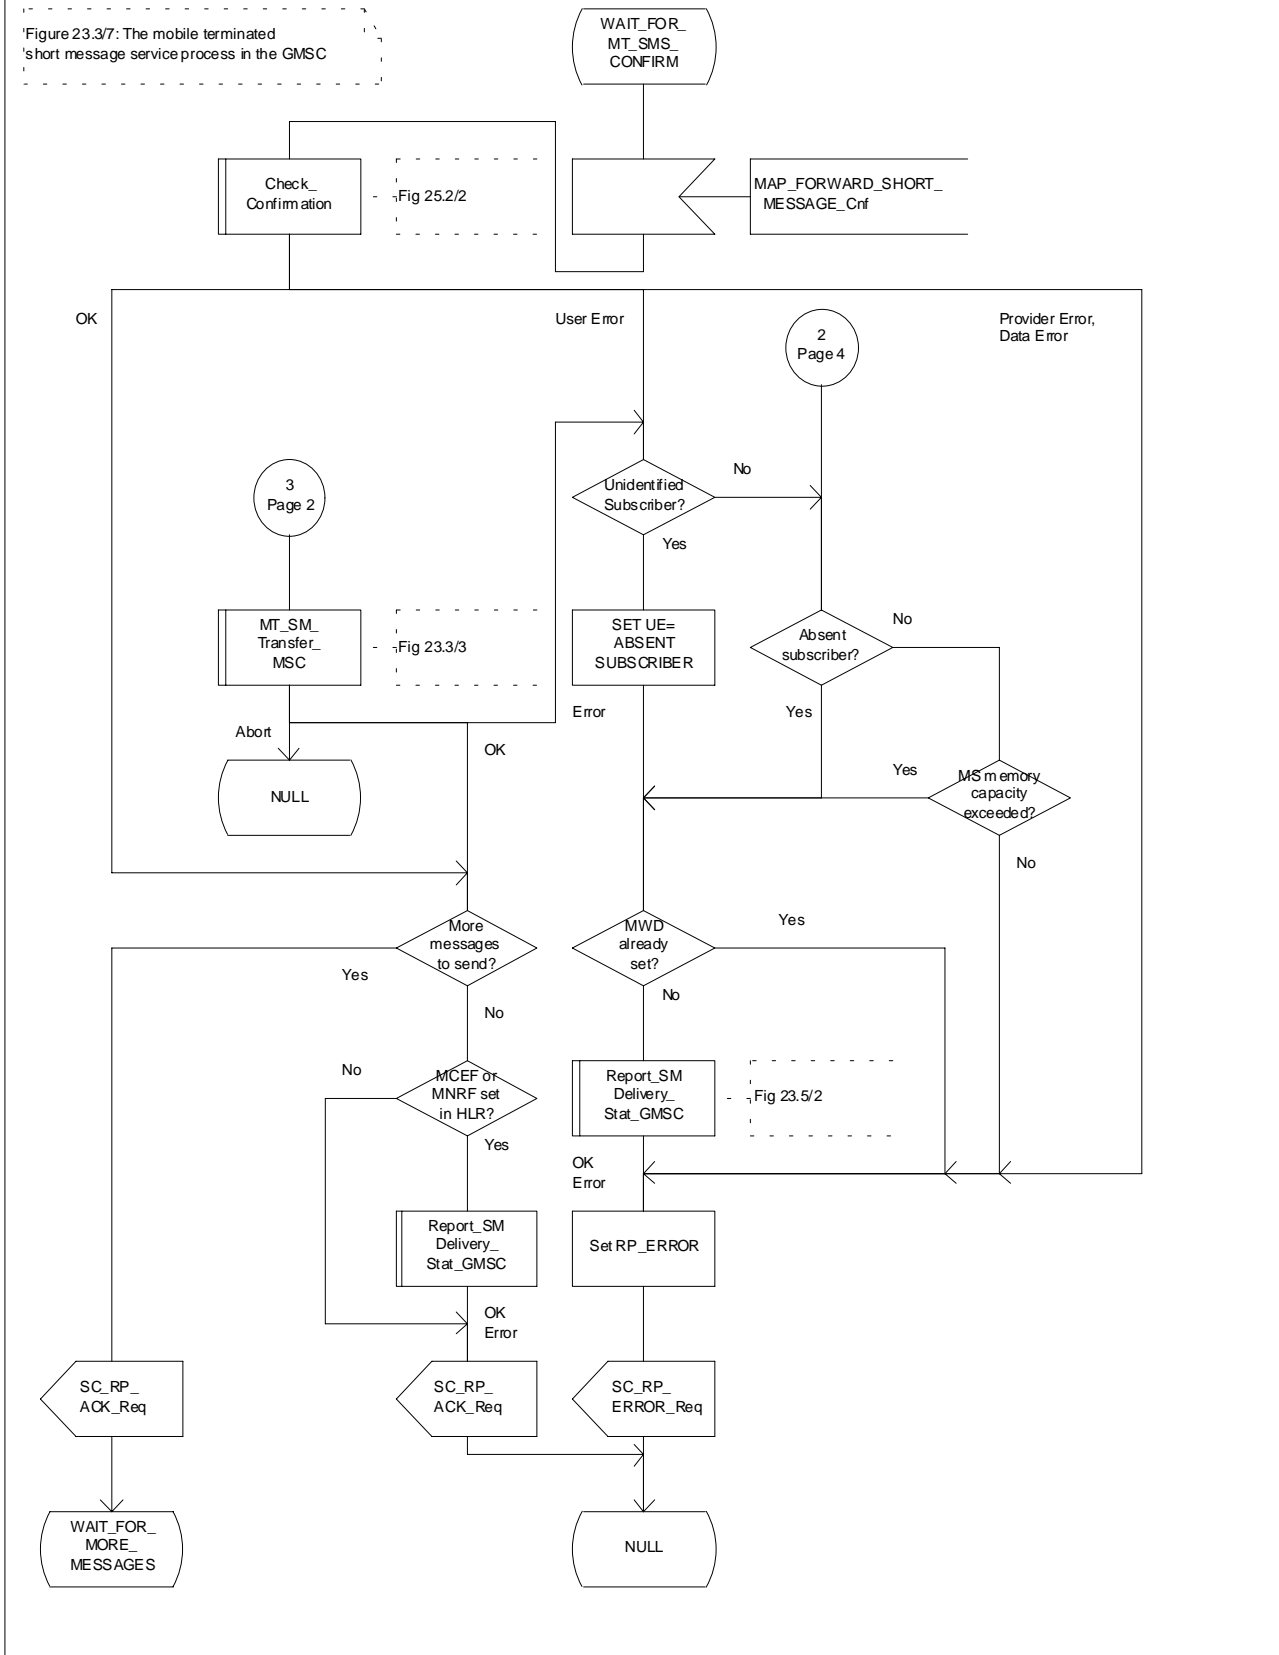 Figure 23.3/7: The mobile terminated
short message service process in the GMSC
WAIT_FOR_
MT_SMS_
CONFIRM
Check_
Confirmation
Fig 25.2/2
MAP_FORWARD_SHORT_
MESSAGE_Cnf
OK
User Error
Provider Error,
Data Error
2
Page 4
3
Page 2
Unidentified
Subscriber?
No
Yes
MT_SM_
Transfer_
MSC
Fig 23.3/3
SET UE=
ABSENT
SUBSCRIBER
Absent
subscriber?
No
Error
Yes
Abort
OK
NULL
Yes
MS memory
capacity
exceeded?
No
More
messages
to send?
Yes
No
MWD
already
set?
Yes
No
No
MCEF or
MNRF set
in HLR?
Yes
Report_SM
Delivery_
Stat_GMSC
Fig 23.5/2
OK
Error
Report_SM
Delivery_
Stat_GMSC
Set RP_ERROR
OK
Error
SC_RP_
ACK_Req
SC_RP_
ACK_Req
SC_RP_
ERROR_Req
WAIT_FOR_
MORE_
MESSAGES
NULL